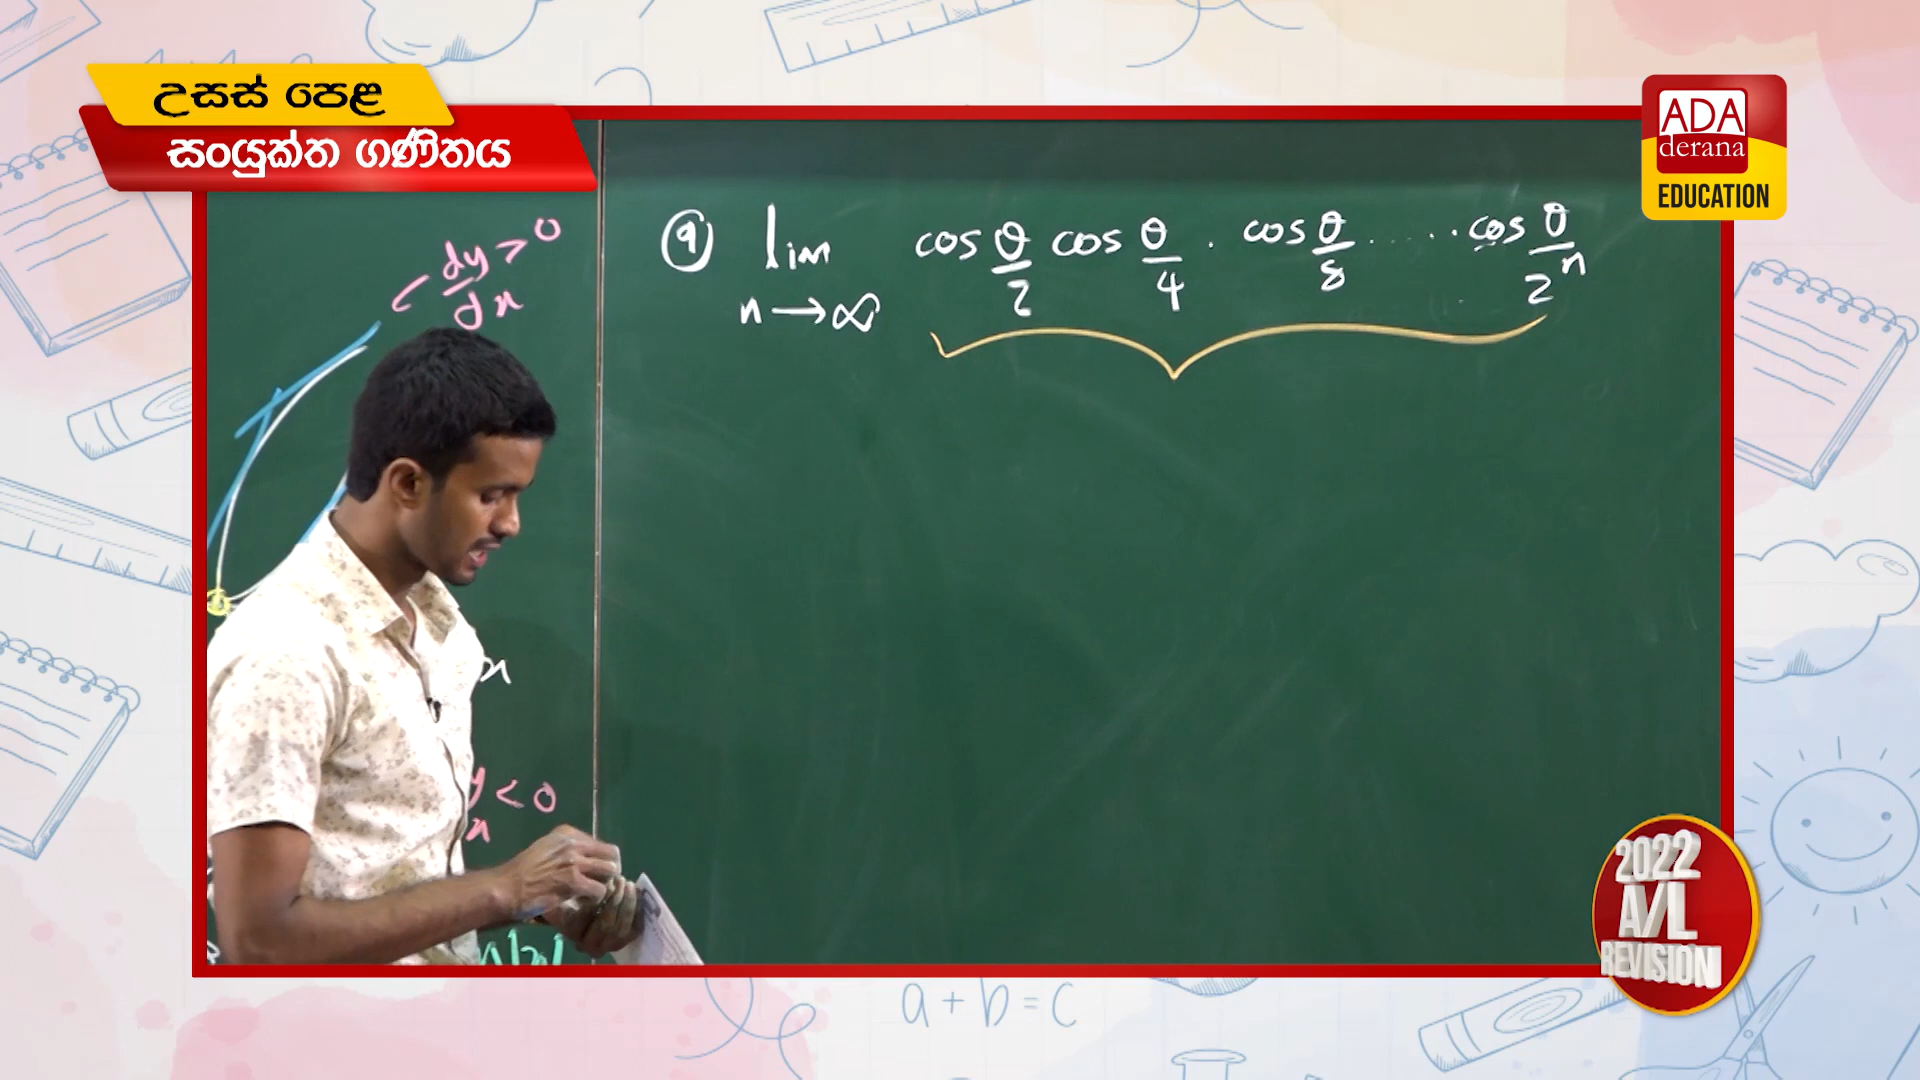 උසස් පෙළ
සංයුක්ත ගණිතය
ADA
derana
EDUCATION
dy/dx > 0
⑨ lim n→∞ cos θ/2 cos θ/4 . cos θ/8 ..... cos θ/2^n
x
y < 0
x
2022
A/L
REVISION
a + b = c